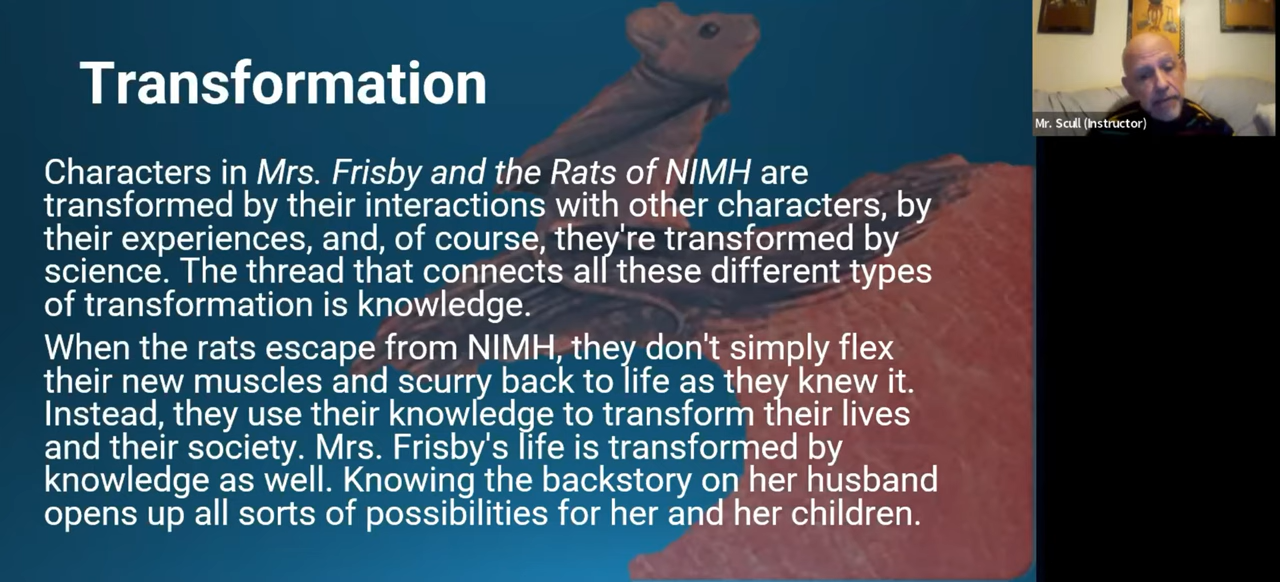 Transformation
Characters in Mrs. Frisby and the Rats of NIMH are
transformed by their interactions with other characters, by
their experiences, and, of course, they're transformed by
science. The thread that connects all these different types
of transformation is knowledge.
When the rats escape from NIMH, they don't simply flex
their new muscles and scurry back to life as they knew it.
Instead, they use their knowledge to transform their lives
and their society. Mrs. Frisby's life is transformed by
knowledge as well. Knowing the backstory on her husband
opens up all sorts of possibilities for her and her children.
Mr. Scull (Instructor)